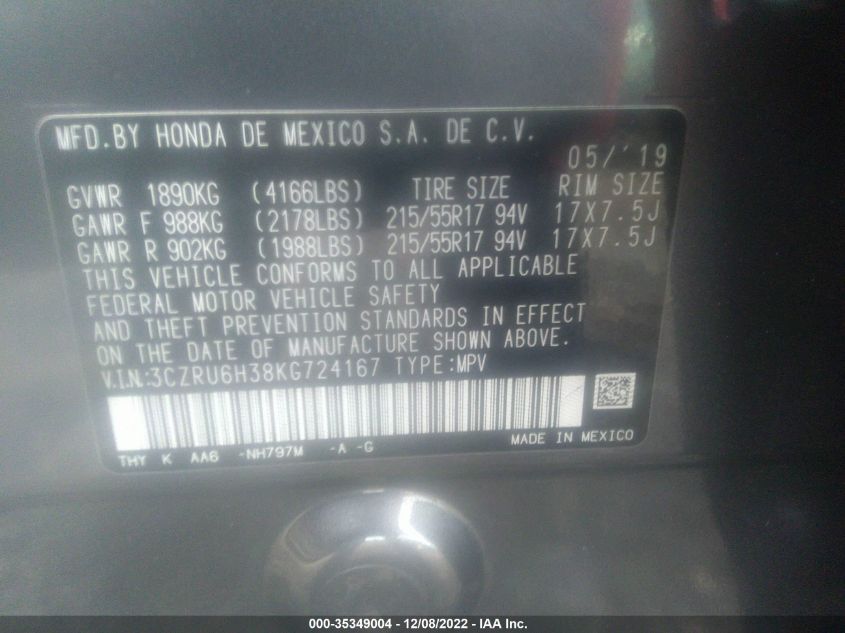 MFD.BY HONDA DE MEXICO S.A. DE C.V.
05/'19
GVWR 1890KG (4166LBS) TIRE SIZE RIM SIZE
GAWR F 988KG (2178LBS) 215/55R17 94V 17X7.5J
GAWR R 902KG (1988LBS) 215/55R17 94V 17X7.5J
THIS VEHICLE CONFORMS TO ALL APPLICABLE
FEDERAL MOTOR VEHICLE SAFETY
AND THEFT PREVENTION STANDARDS IN EFFECT
ON THE DATE OF MANUFACTURE SHOWN ABOVE.
V.I.N:3CZRU6H38KG724167 TYPE:MPV
MADE IN MEXICO
THY K AA6 -NH797M -A -G
000-35349004 - 12/08/2022 - IAA Inc.